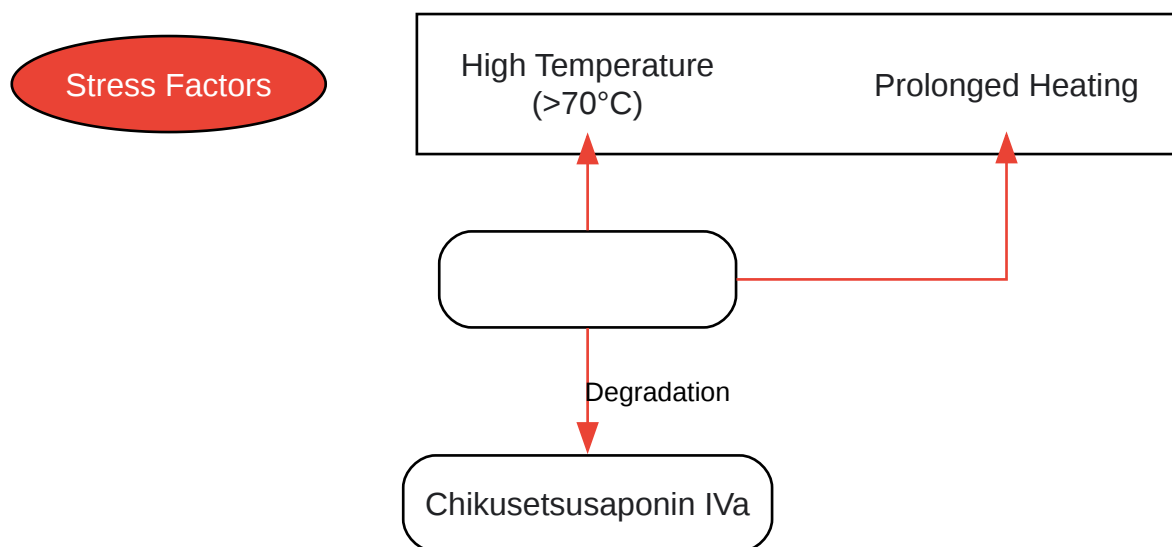 Stress Factors
High Temperature
(>70°C)
Prolonged Heating
Degradation
Chikusetsusaponin IVa